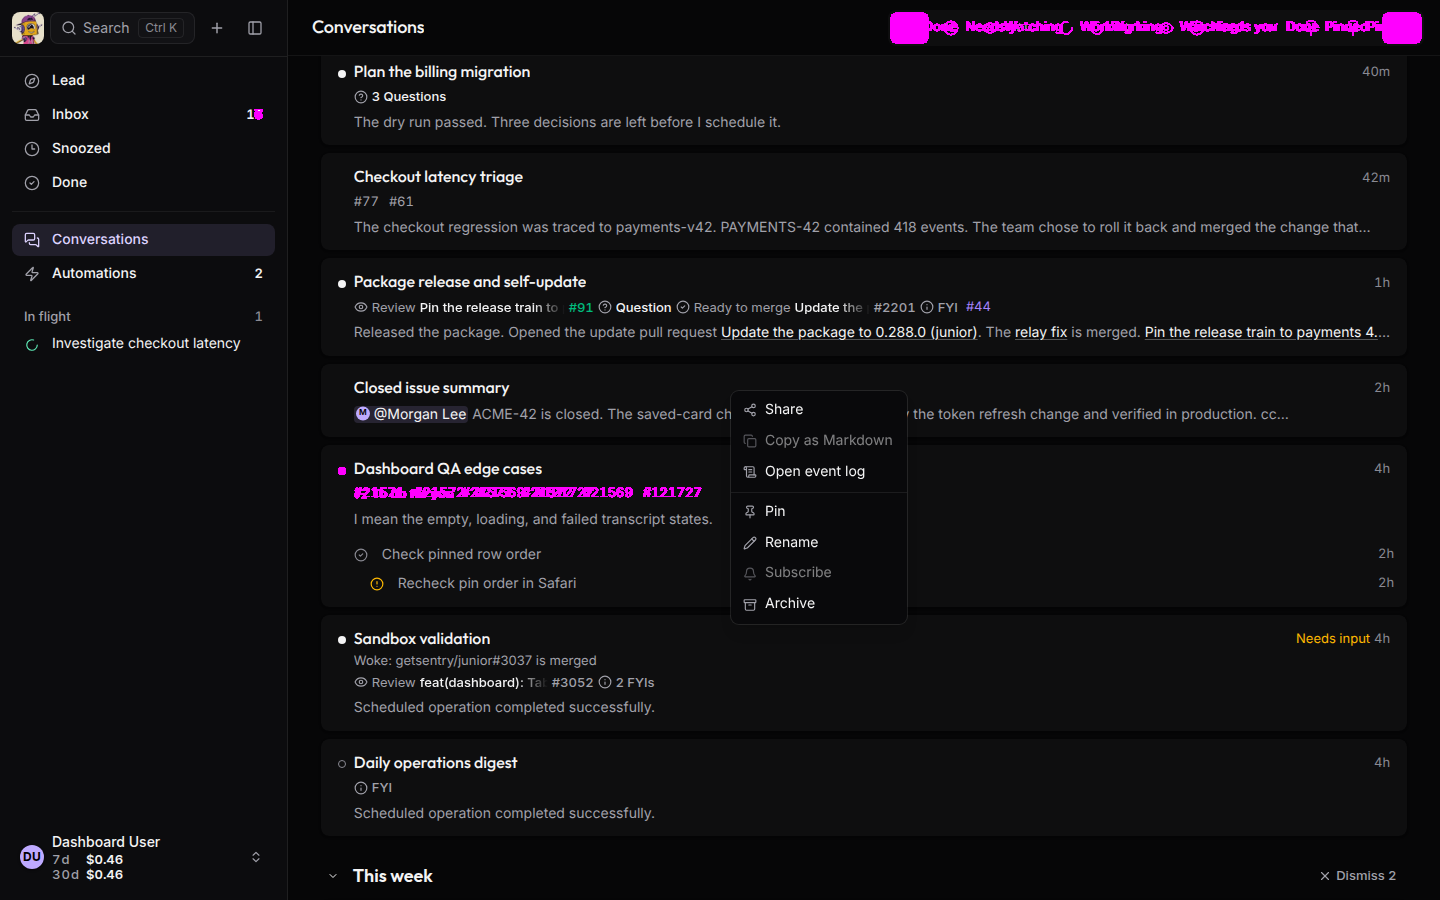 Search Ctrl K
Lead
Inbox
Snoozed
Done
Conversations
Automations 2
In flight 1
Investigate checkout latency
Dashboard User
DU
7d $0.46
30d $0.46
Conversations
Plan the billing migration 40m
3 Questions
The dry run passed. Three decisions are left before I schedule it.
Checkout latency triage 42m
#77 #61
The checkout regression was traced to payments-v42. PAYMENTS-42 contained 418 events. The team chose to roll it back and merged the change that...
Package release and self-update 1h
Review Pin the release train to #91 Question Ready to merge Update the #2201 FYI #44
Released the package. Opened the update pull request Update the package to 0.288.0 (junior). The relay fix is merged. Pin the release train to payments 4....
Closed issue summary 2h
M @Morgan Lee ACME-42 is closed. The saved-card ch
the token refresh change and verified in production. cc...
Share
Copy as Markdown
Open event log
Pin
Rename
Subscribe
Archive
Dashboard QA edge cases 4h
#121727
I mean the empty, loading, and failed transcript states.
Check pinned row order 2h
Recheck pin order in Safari 2h
Sandbox validation Needs input 4h
Woke: getsentry/junior#3037 is merged
Review feat(dashboard): #3052 2 FYIs
Scheduled operation completed successfully.
Daily operations digest 4h
FYI
Scheduled operation completed successfully.
This week Dismiss 2